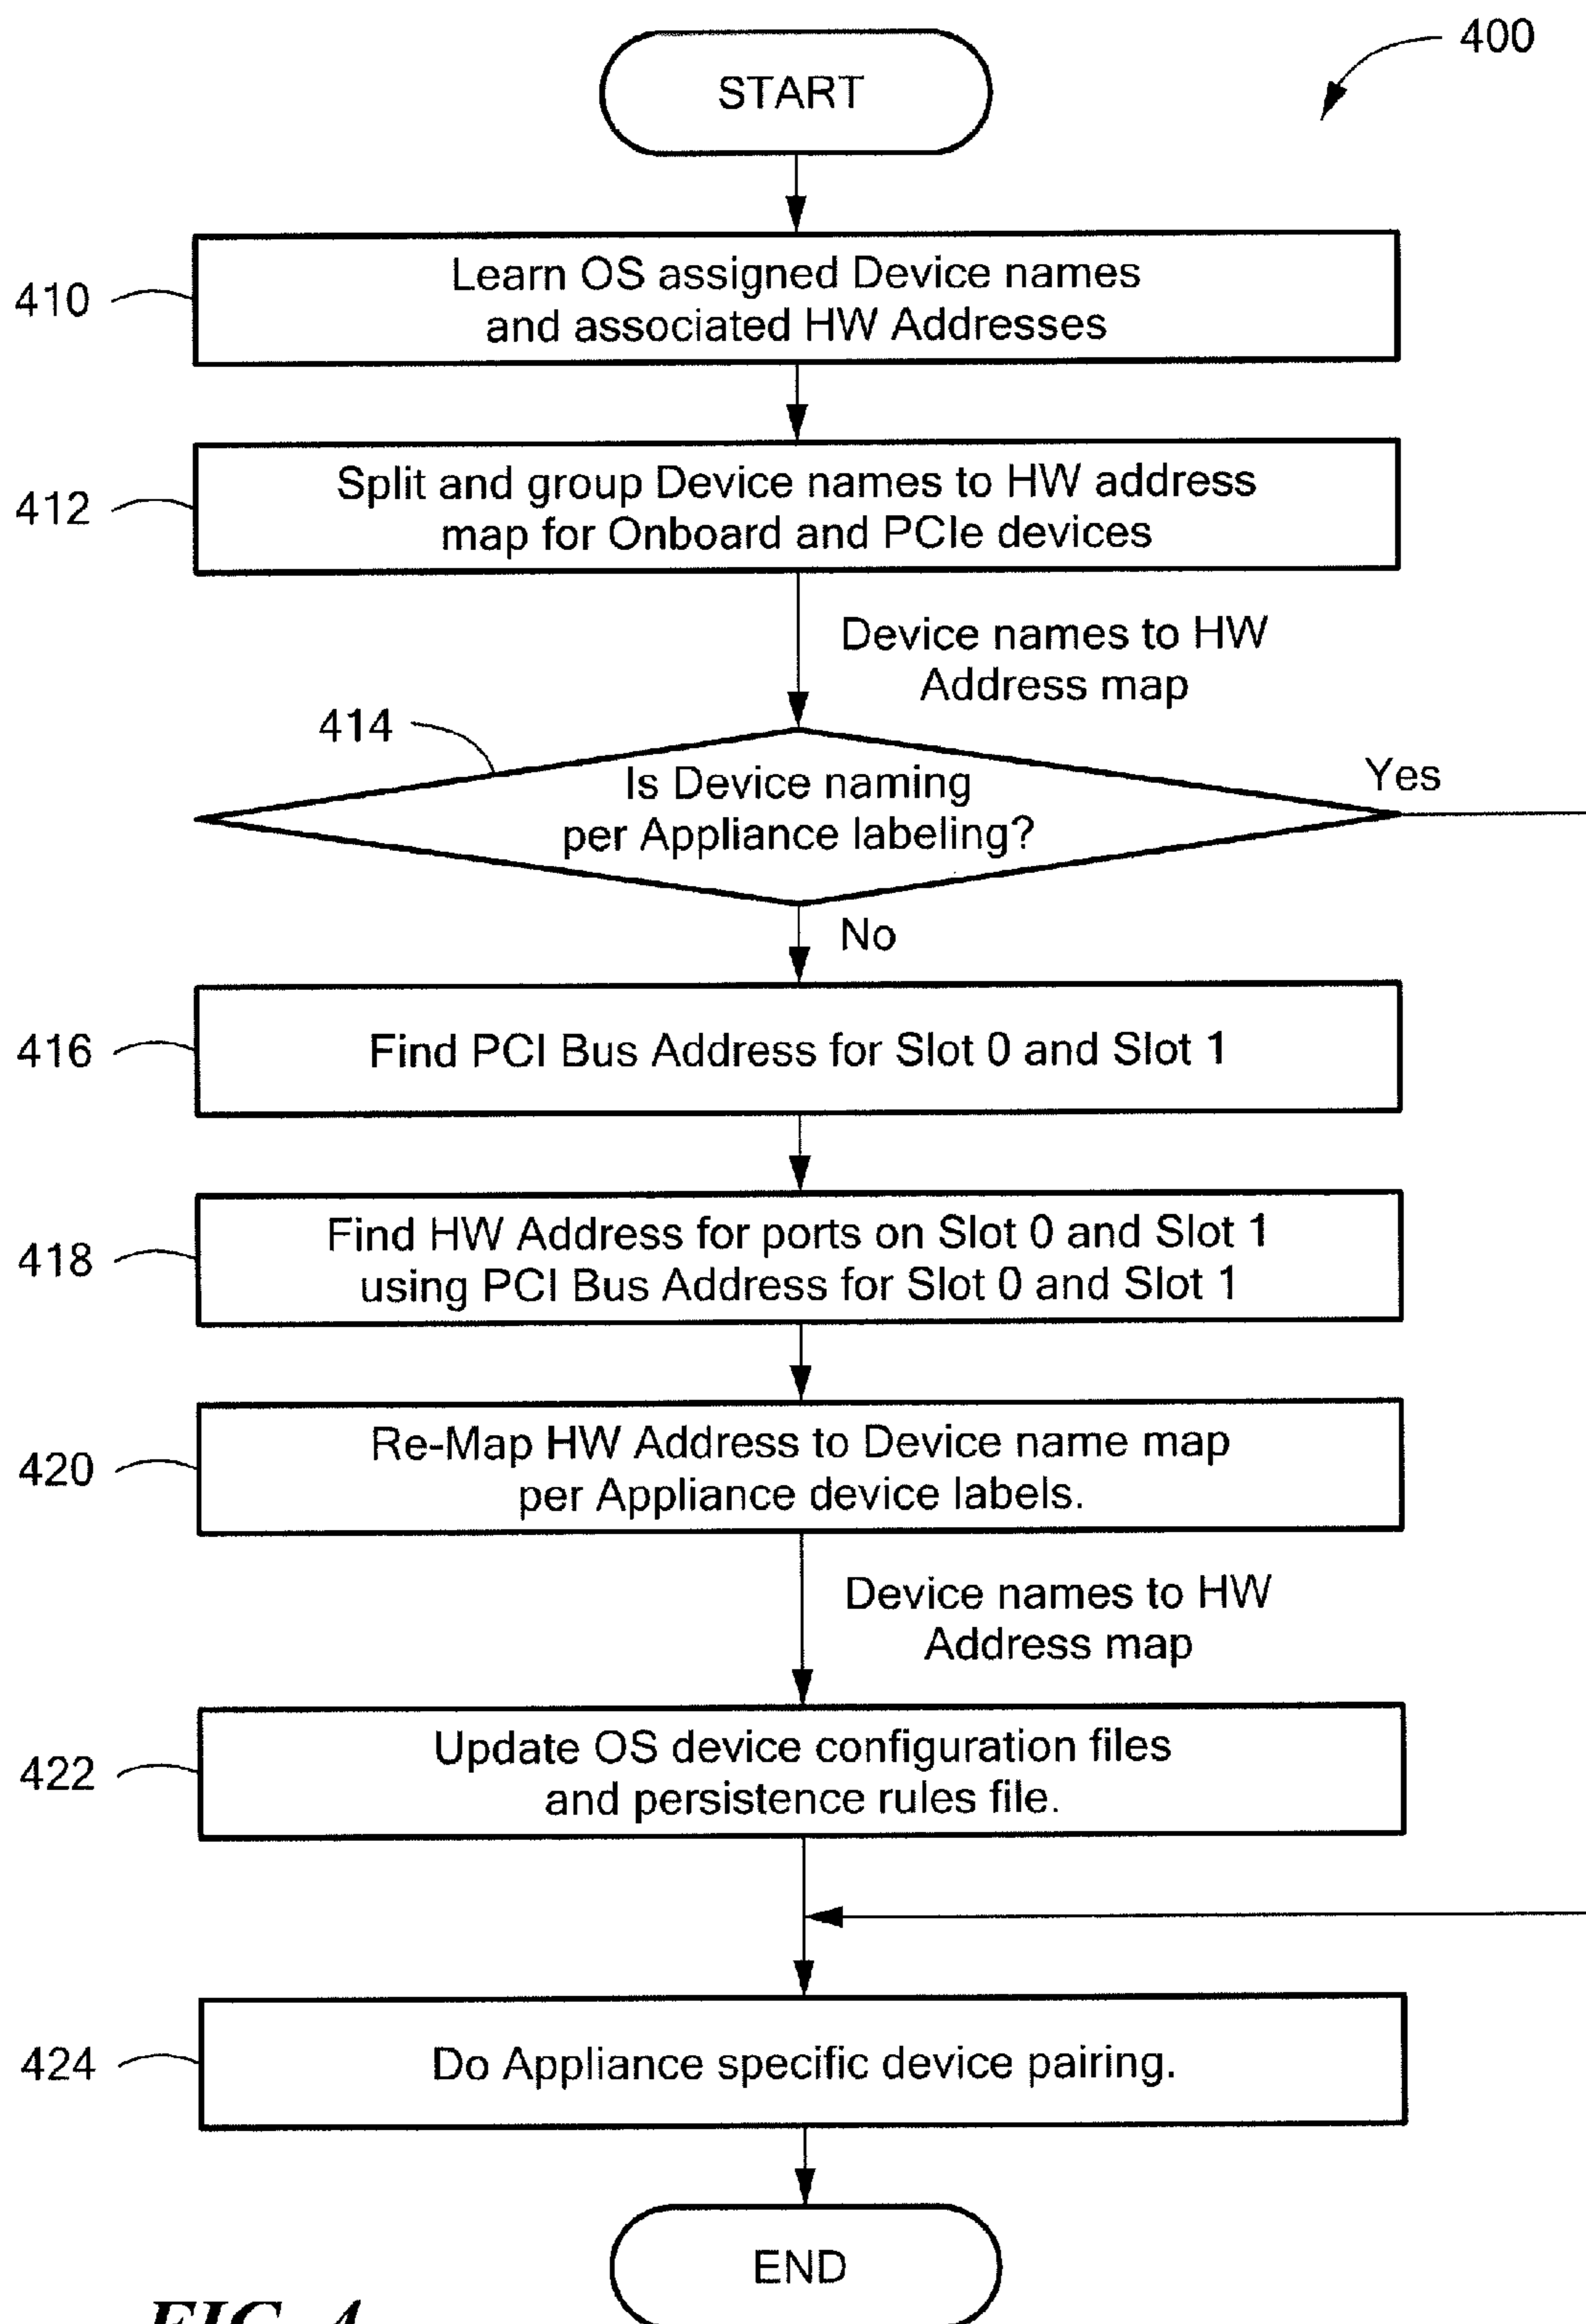 400
START
410
Learn OS assigned Device names
and associated HW Addresses
412
Split and group Device names to HW address
map for Onboard and PCIe devices
Device names to HW
Address map
414
Is Device naming
per Appliance labeling?
Yes
No
416
Find PCI Bus Address for Slot 0 and Slot 1
418
Find HW Address for ports on Slot 0 and Slot 1
using PCI Bus Address for Slot 0 and Slot 1
420
Re-Map HW Address to Device name map
per Appliance device labels.
Device names to HW
Address map
422
Update OS device configuration files
and persistence rules file.
424
Do Appliance specific device pairing.
END
FIG. 4